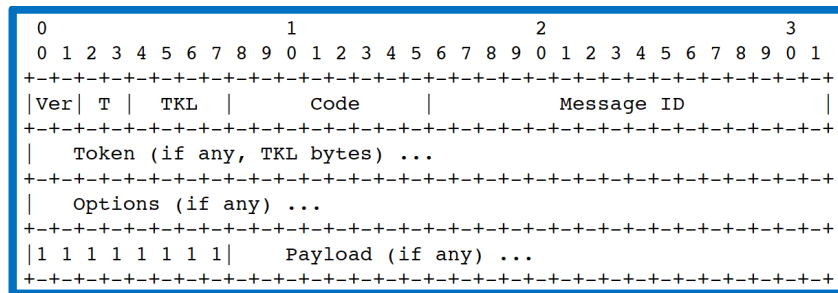 0                   1                   2                   3
 0 1 2 3 4 5 6 7 8 9 0 1 2 3 4 5 6 7 8 9 0 1 2 3 4 5 6 7 8 9 0 1
+-+-+-+-+-+-+-+-+-+-+-+-+-+-+-+-+-+-+-+-+-+-+-+-+-+-+-+-+-+-+-+-+
|Ver| T |  TKL  |      Code     |          Message ID           |
+-+-+-+-+-+-+-+-+-+-+-+-+-+-+-+-+-+-+-+-+-+-+-+-+-+-+-+-+-+-+-+-+
|   Token (if any, TKL bytes) ...
+-+-+-+-+-+-+-+-+-+-+-+-+-+-+-+-+-+-+-+-+-+-+-+-+-+-+-+-+-+-+-+-+
|   Options (if any) ...
+-+-+-+-+-+-+-+-+-+-+-+-+-+-+-+-+-+-+-+-+-+-+-+-+-+-+-+-+-+-+-+-+
|1 1 1 1 1 1 1 1|    Payload (if any) ...
+-+-+-+-+-+-+-+-+-+-+-+-+-+-+-+-+-+-+-+-+-+-+-+-+-+-+-+-+-+-+-+-+